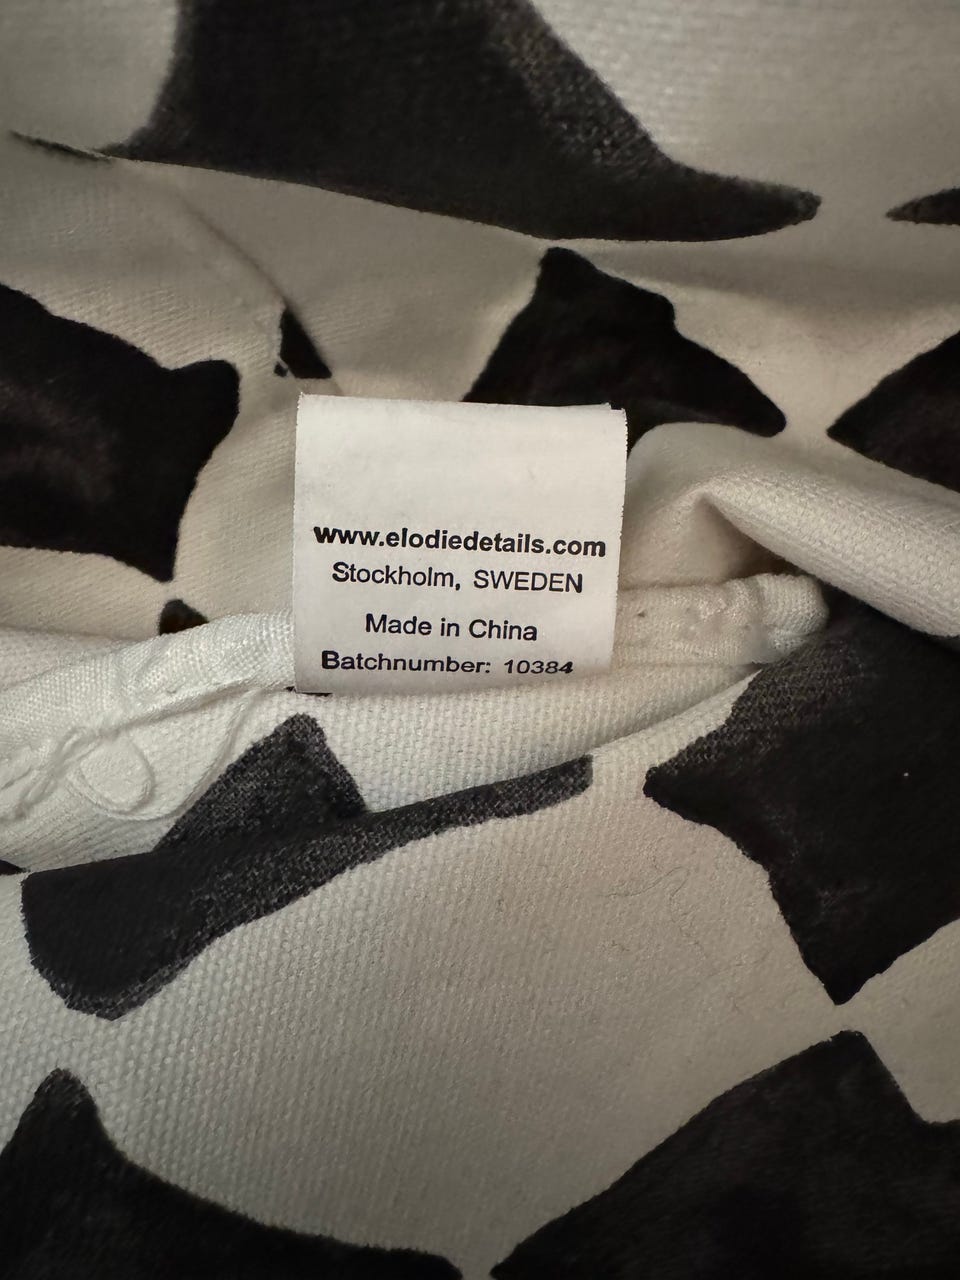 www.elodiedetails.com
Stockholm, SWEDEN
Made in China
Batchnumber: 10384